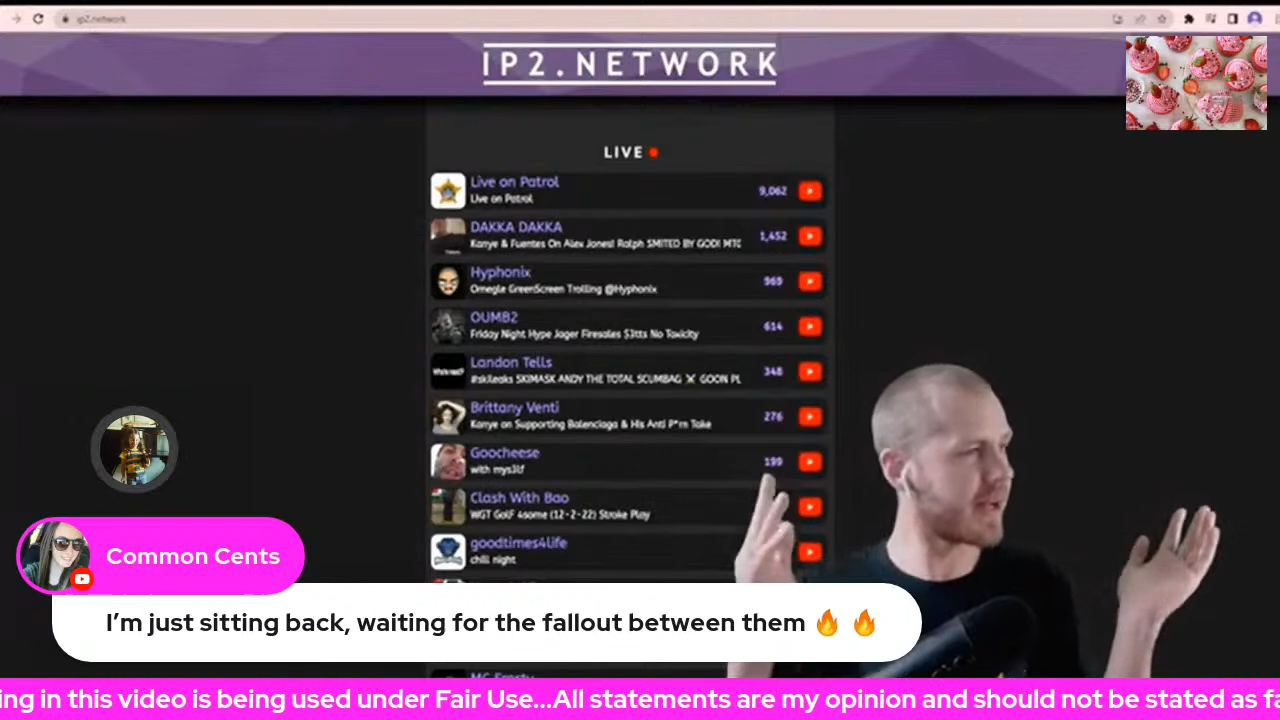 ip2.network
IP2.NETWORK
LIVE
Live on Patrol
Live on Patrol
9,062
DAKKA DAKKA
Kanye & Fuentes On Alex Jones! Ralph SMITED BY GOD! MTG
1,452
Hyphonix
Omegle GreenScreen Trolling @Hyphonix
969
OUMB2
Friday Night Hype Jager Firesales $3tts No Toxicity
614
Landon Tells
#skileaks SKIMASK ANDY THE TOTAL SCUMBAG ⚔ GOON PL
348
Brittany Venti
Kanye on Supporting Balenciaga & His Anti P*rn Take
276
Goocheese
with mys3lf
199
Clash With Bao
WGT Golf 4some (12-2-22) Stroke Play
goodtimes4life
chill night
Common Cents
I’m just sitting back, waiting for the fallout between them 🔥 🔥
ing in this video is being used under Fair Use...All statements are my opinion and should not be stated as fa